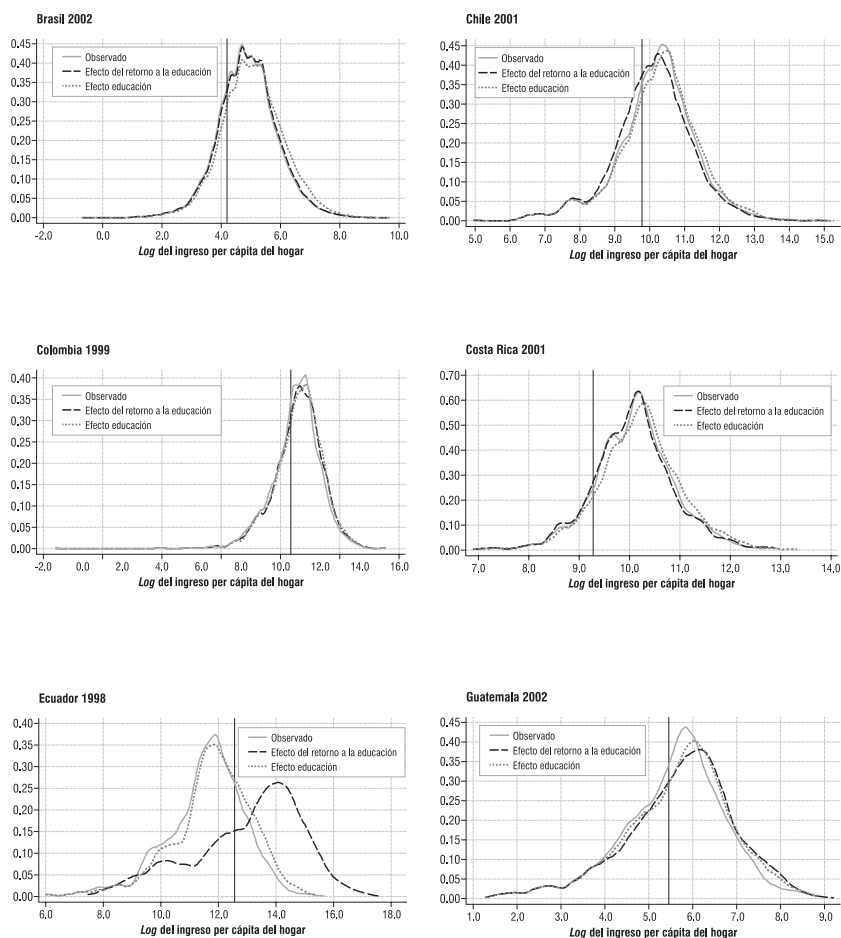 Brasil 2002
0.45
0.40
0.35
0.30
0.25
0.20
0.15
0.10
0.05
0.00
Observado
Efecto del retorno a la educación
Efecto educación
-2.0 0.0 2.0 4.0 6.0 8.0 10.0
Log del ingreso per cápita del hogar
Chile 2001
0.45
0.40
0.35
0.30
0.25
0.20
0.15
0.10
0.05
0.00
Observado
Efecto del retorno a la educación
Efecto educación
5.0 6.0 7.0 8.0 9.0 10.0 11.0 12.0 13.0 14.0 15.0
Log del ingreso per cápita del hogar
Colombia 1999
0.40
0.35
0.30
0.25
0.20
0.15
0.10
0.05
0.00
Observado
Efecto del retorno a la educación
Efecto educación
-2.0 0.0 2.0 4.0 6.0 8.0 10.0 12.0 14.0 16.0
Log del ingreso per cápita del hogar
Costa Rica 2001
0.70
0.60
0.50
0.40
0.30
0.20
0.10
0.00
Observado
Efecto del retorno a la educación
Efecto educación
7.0 8.0 9.0 10.0 11.0 12.0 13.0 14.0
Log del ingreso per cápita del hogar
Ecuador 1998
0.40
0.35
0.30
0.25
0.20
0.15
0.10
0.05
0.00
Observado
Efecto del retorno a la educación
Efecto educación
6.0 8.0 10.0 12.0 14.0 16.0 18.0
Log del ingreso per cápita del hogar
Guatemala 2002
0.45
0.40
0.35
0.30
0.25
0.20
0.15
0.10
0.05
0.00
Observado
Efecto del retorno a la educación
Efecto educación
1.0 2.0 3.0 4.0 5.0 6.0 7.0 8.0 9.0
Log del ingreso per cápita del hogar